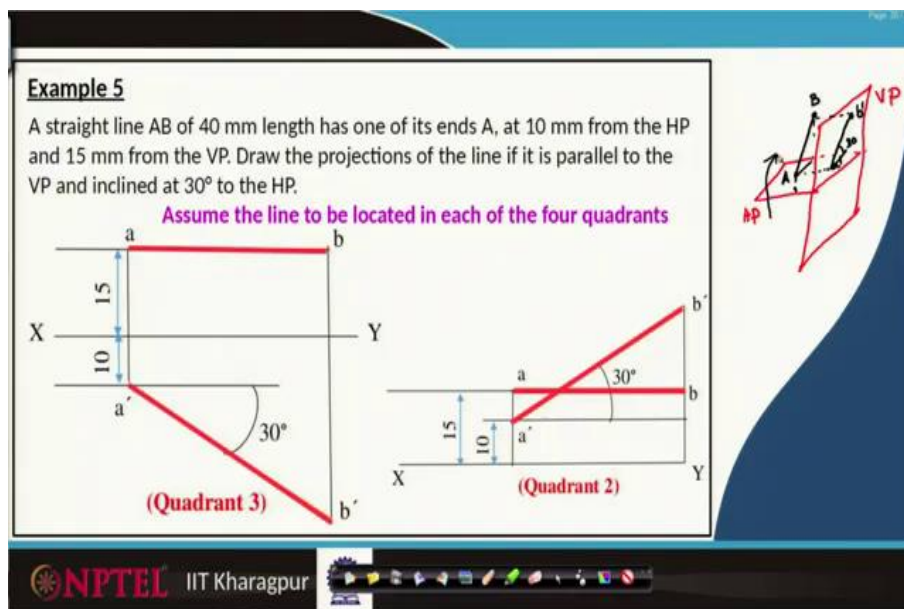 Example 5
A straight line AB of 40 mm length has one of its ends A, at 10 mm from the HP
and 15 mm from the VP. Draw the projections of the line if it is parallel to the
VP and inclined at 30° to the HP.
Assume the line to be located in each of the four quadrants
a
b
15
X
Y
10
a´
30°
(Quadrant 3)
b´
b´
a
30°
b
15
10
a´
X
Y
(Quadrant 2)
B
VP
b'
30
A
NPTEL IIT Kharagpur